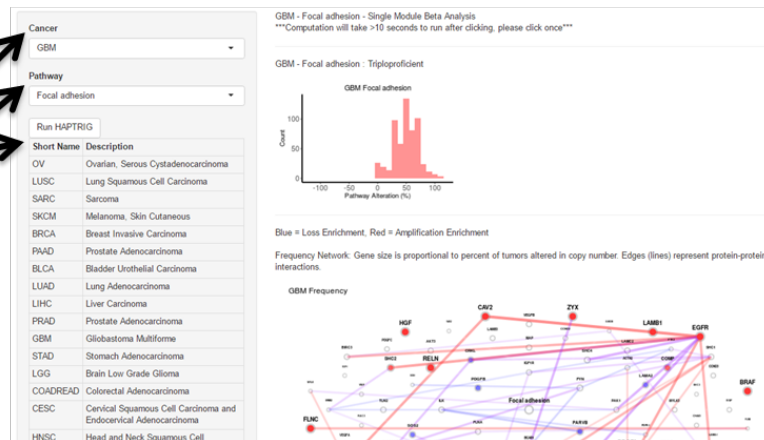 Cancer
GBM
Pathway
Focal adhesion
Run HAPTRIG
Short Name Description
OV Ovarian, Serous Cystadenocarcinoma
LUSC Lung Squamous Cell Carcinoma
SARC Sarcoma
SKCM Melanoma, Skin Cutaneous
BRCA Breast Invasive Carcinoma
PAAD Prostate Adenocarcinoma
BLCA Bladder Urothelial Carcinoma
LUAD Lung Adenocarcinoma
LIHC Liver Carcinoma
PRAD Prostate Adenocarcinoma
GBM Gliobastoma Multiforme
STAD Stomach Adenocarcinoma
LGG Brain Low Grade Glioma
COADREAD Colorectal Adenocarcinoma
CESC Cervical Squamous Cell Carcinoma and
Endocervical Adenocarcinoma
HNSC Head and Neck Squamous Cell
GBM - Focal adhesion - Single Module Beta Analysis
***Computation will take >10 seconds to run after clicking, please click once***
GBM - Focal adhesion : Triploproficient
GBM Focal adhesion
Count
100
50
0
-100 -50 0 50 100
Pathway Alteration (%)
Blue = Loss Enrichment, Red = Amplification Enrichment
Frequency Network: Gene size is proportional to percent of tumors altered in copy number. Edges (lines) represent protein-protein
interactions.
GBM Frequency
CAV2 ZYX
HGF LAMB1 EGFR
RELN
BRAF
Focal adhesion
FLNC PARVB